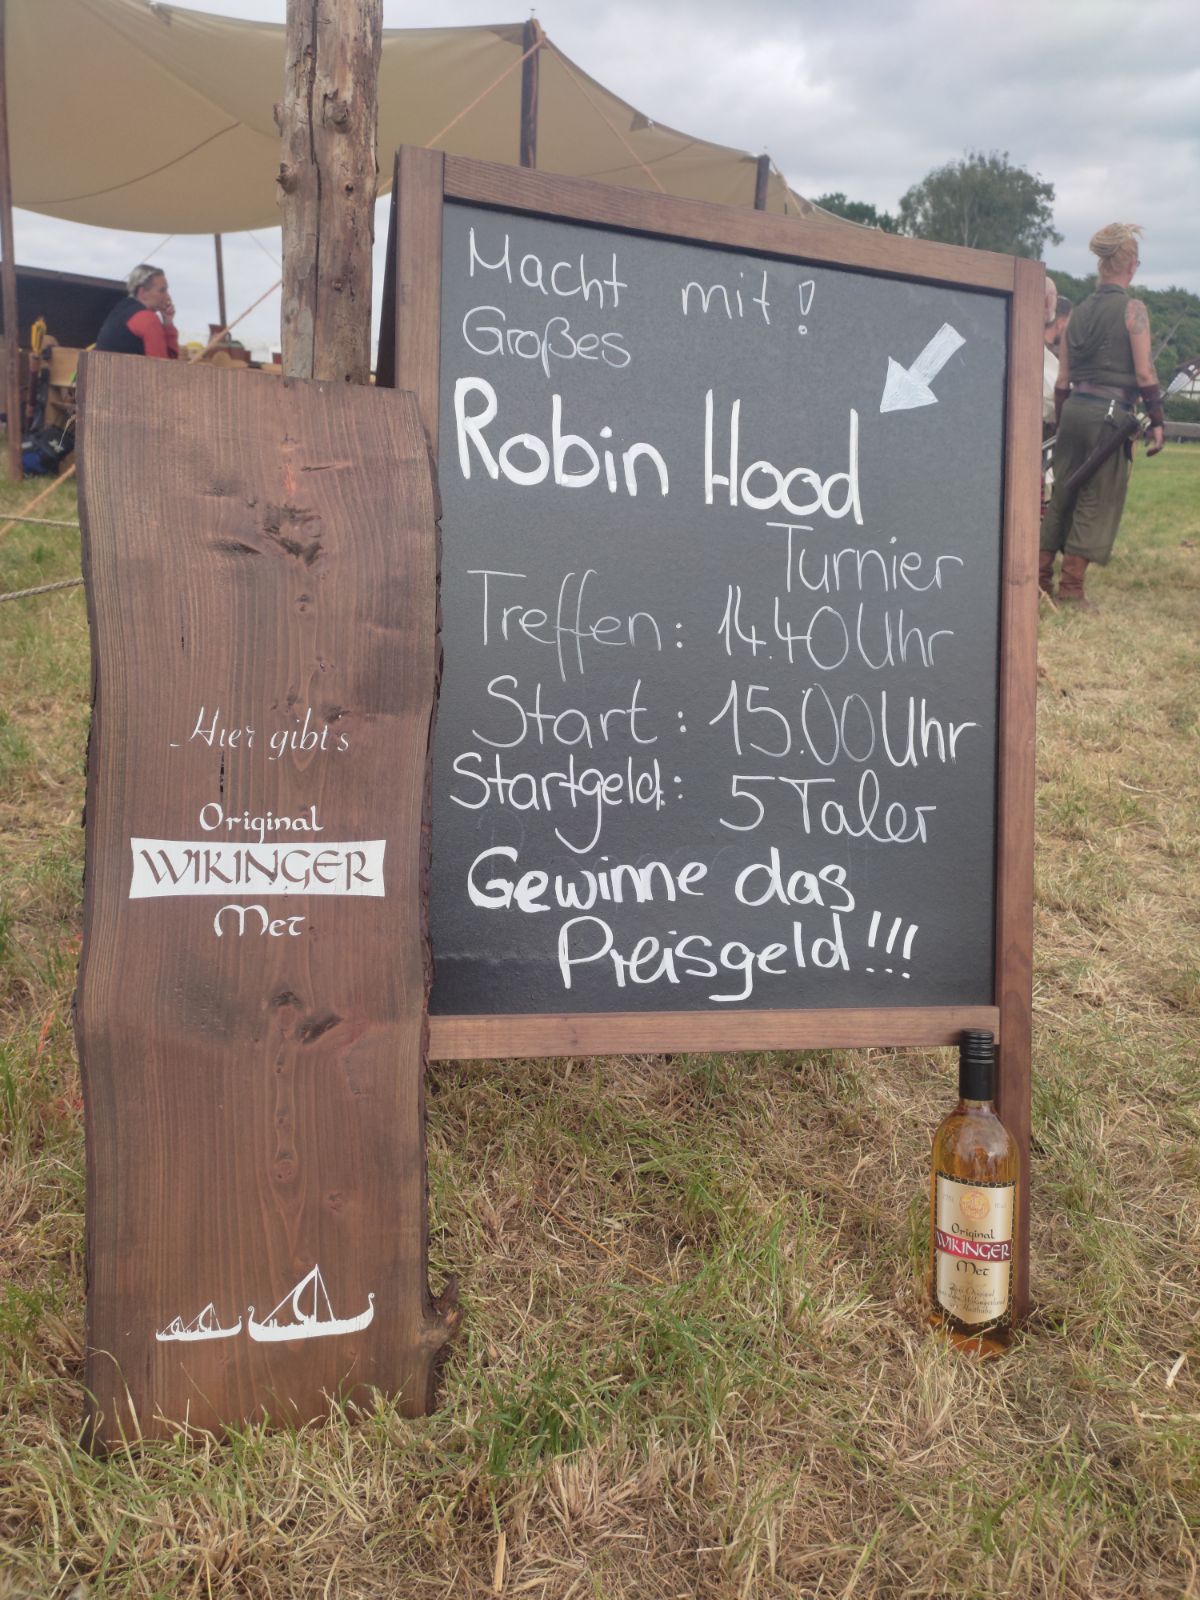 Macht mit!
Großes
Robin Hood
Turnier
Treffen: 14.40 Uhr
Start: 15.00 Uhr
Startgeld: 5 Taler
Gewinne das
Preisgeld!!!
Hier gibt's
Original
WIKINGER
Met
Original
WIKINGER
Met